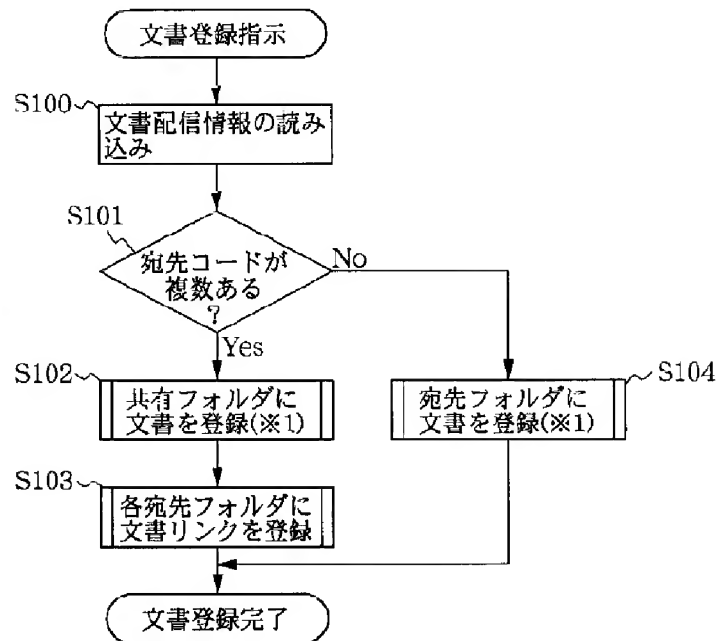 文書登録指示
S100
文書配信情報の読み
込み
S101
宛先コードが
複数ある
?
No
Yes
S102
共有フォルダに
文書を登録(※1)
S104
宛先フォルダに
文書を登録(※1)
S103
各宛先フォルダに
文書リンクを登録
文書登録完了